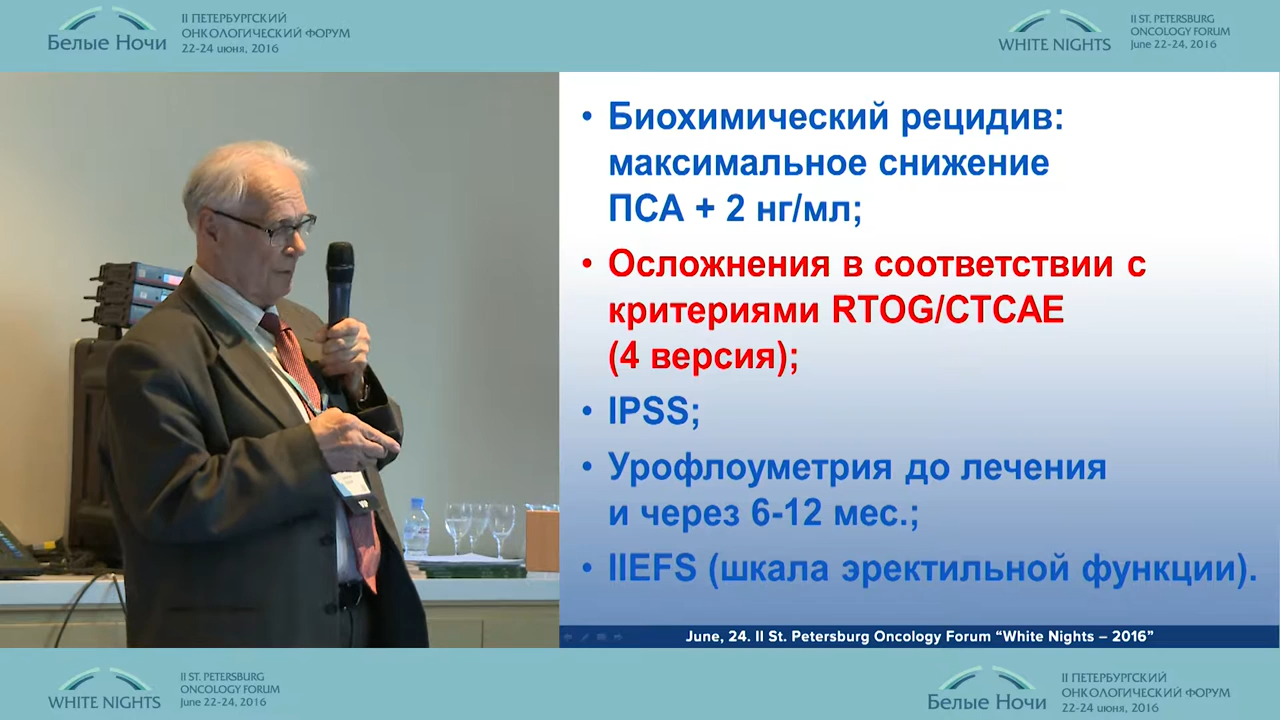 Белые Ночи
II ПЕТЕРБУРГСКИЙ
ОНКОЛОГИЧЕСКИЙ ФОРУМ
22-24 июня, 2016
WHITE NIGHTS
II ST. PETERSBURG
ONCOLOGY FORUM
June 22-24, 2016
• Биохимический рецидив:
максимальное снижение
ПСА + 2 нг/мл;
• Осложнения в соответствии с
критериями RTOG/CTCAE
(4 версия);
• IPSS;
• Урофлоуметрия до лечения
и через 6-12 мес.;
• IIEFS (шкала эректильной функции).
June, 24. II St. Petersburg Oncology Forum “White Nights – 2016”
WHITE NIGHTS
II ST. PETERSBURG
ONCOLOGY FORUM
June 22-24, 2016
Белые Ночи
II ПЕТЕРБУРГСКИЙ
ОНКОЛОГИЧЕСКИЙ ФОРУМ
22-24 июня, 2016